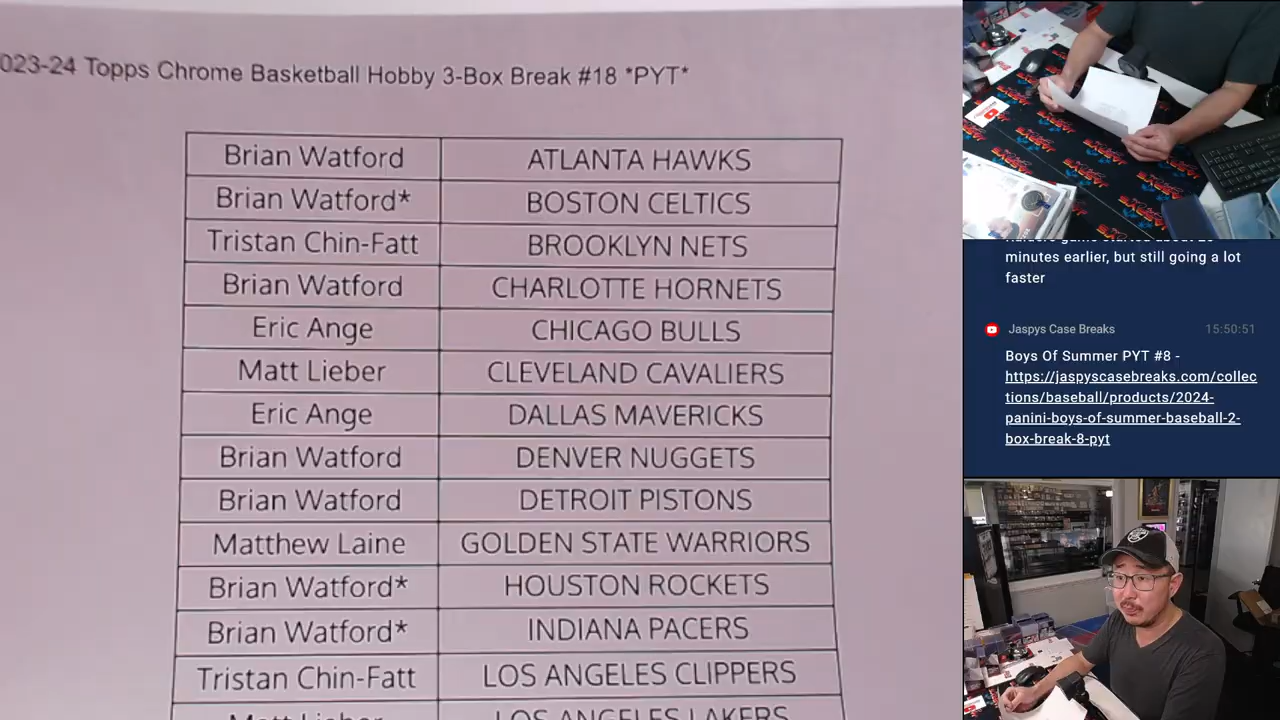 023-24 Topps Chrome Basketball Hobby 3-Box Break #18 *PYT*
Brian Watford ATLANTA HAWKS
Brian Watford* BOSTON CELTICS
Tristan Chin-Fatt BROOKLYN NETS
Brian Watford CHARLOTTE HORNETS
Eric Ange CHICAGO BULLS
Matt Lieber CLEVELAND CAVALIERS
Eric Ange DALLAS MAVERICKS
Brian Watford DENVER NUGGETS
Brian Watford DETROIT PISTONS
Matthew Laine GOLDEN STATE WARRIORS
Brian Watford* HOUSTON ROCKETS
Brian Watford* INDIANA PACERS
Tristan Chin-Fatt LOS ANGELES CLIPPERS
Matt Lieber LOS ANGELES LAKERS
minutes earlier, but still going a lot
faster
Jaspys Case Breaks 15:50:51
Boys Of Summer PYT #8 -
https://jaspyscasebreaks.com/collec
tions/baseball/products/2024-
panini-boys-of-summer-baseball-2-
box-break-8-pyt